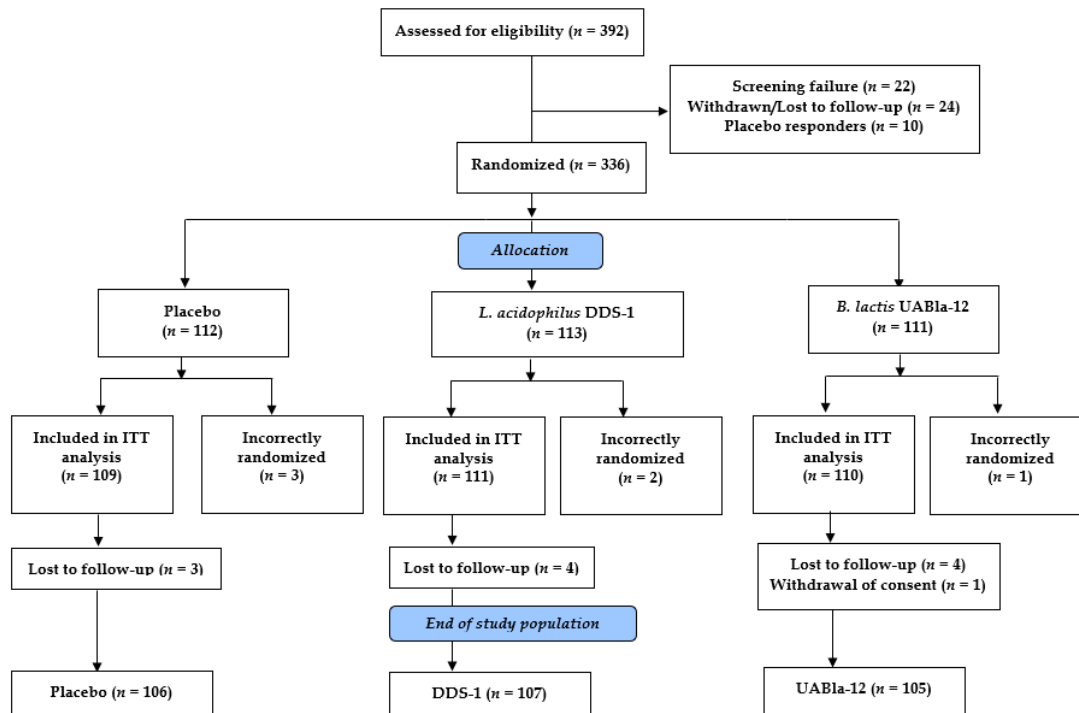 Assessed for eligibility (n = 392)
Screening failure (n = 22)
Withdrawn/Lost to follow-up (n = 24)
Placebo responders (n = 10)
Randomized (n = 336)
Allocation
Placebo
(n = 112)
L. acidophilus DDS-1
(n = 113)
B. lactis UABla-12
(n = 111)
Included in ITT
analysis
(n = 109)
Incorrectly
randomized
(n = 3)
Included in ITT
analysis
(n = 111)
Incorrectly
randomized
(n = 2)
Included in ITT
analysis
(n = 110)
Incorrectly
randomized
(n = 1)
Lost to follow-up (n = 3)
Lost to follow-up (n = 4)
Lost to follow-up (n = 4)
Withdrawal of consent (n = 1)
End of study population
Placebo (n = 106)
DDS-1 (n = 107)
UABla-12 (n = 105)